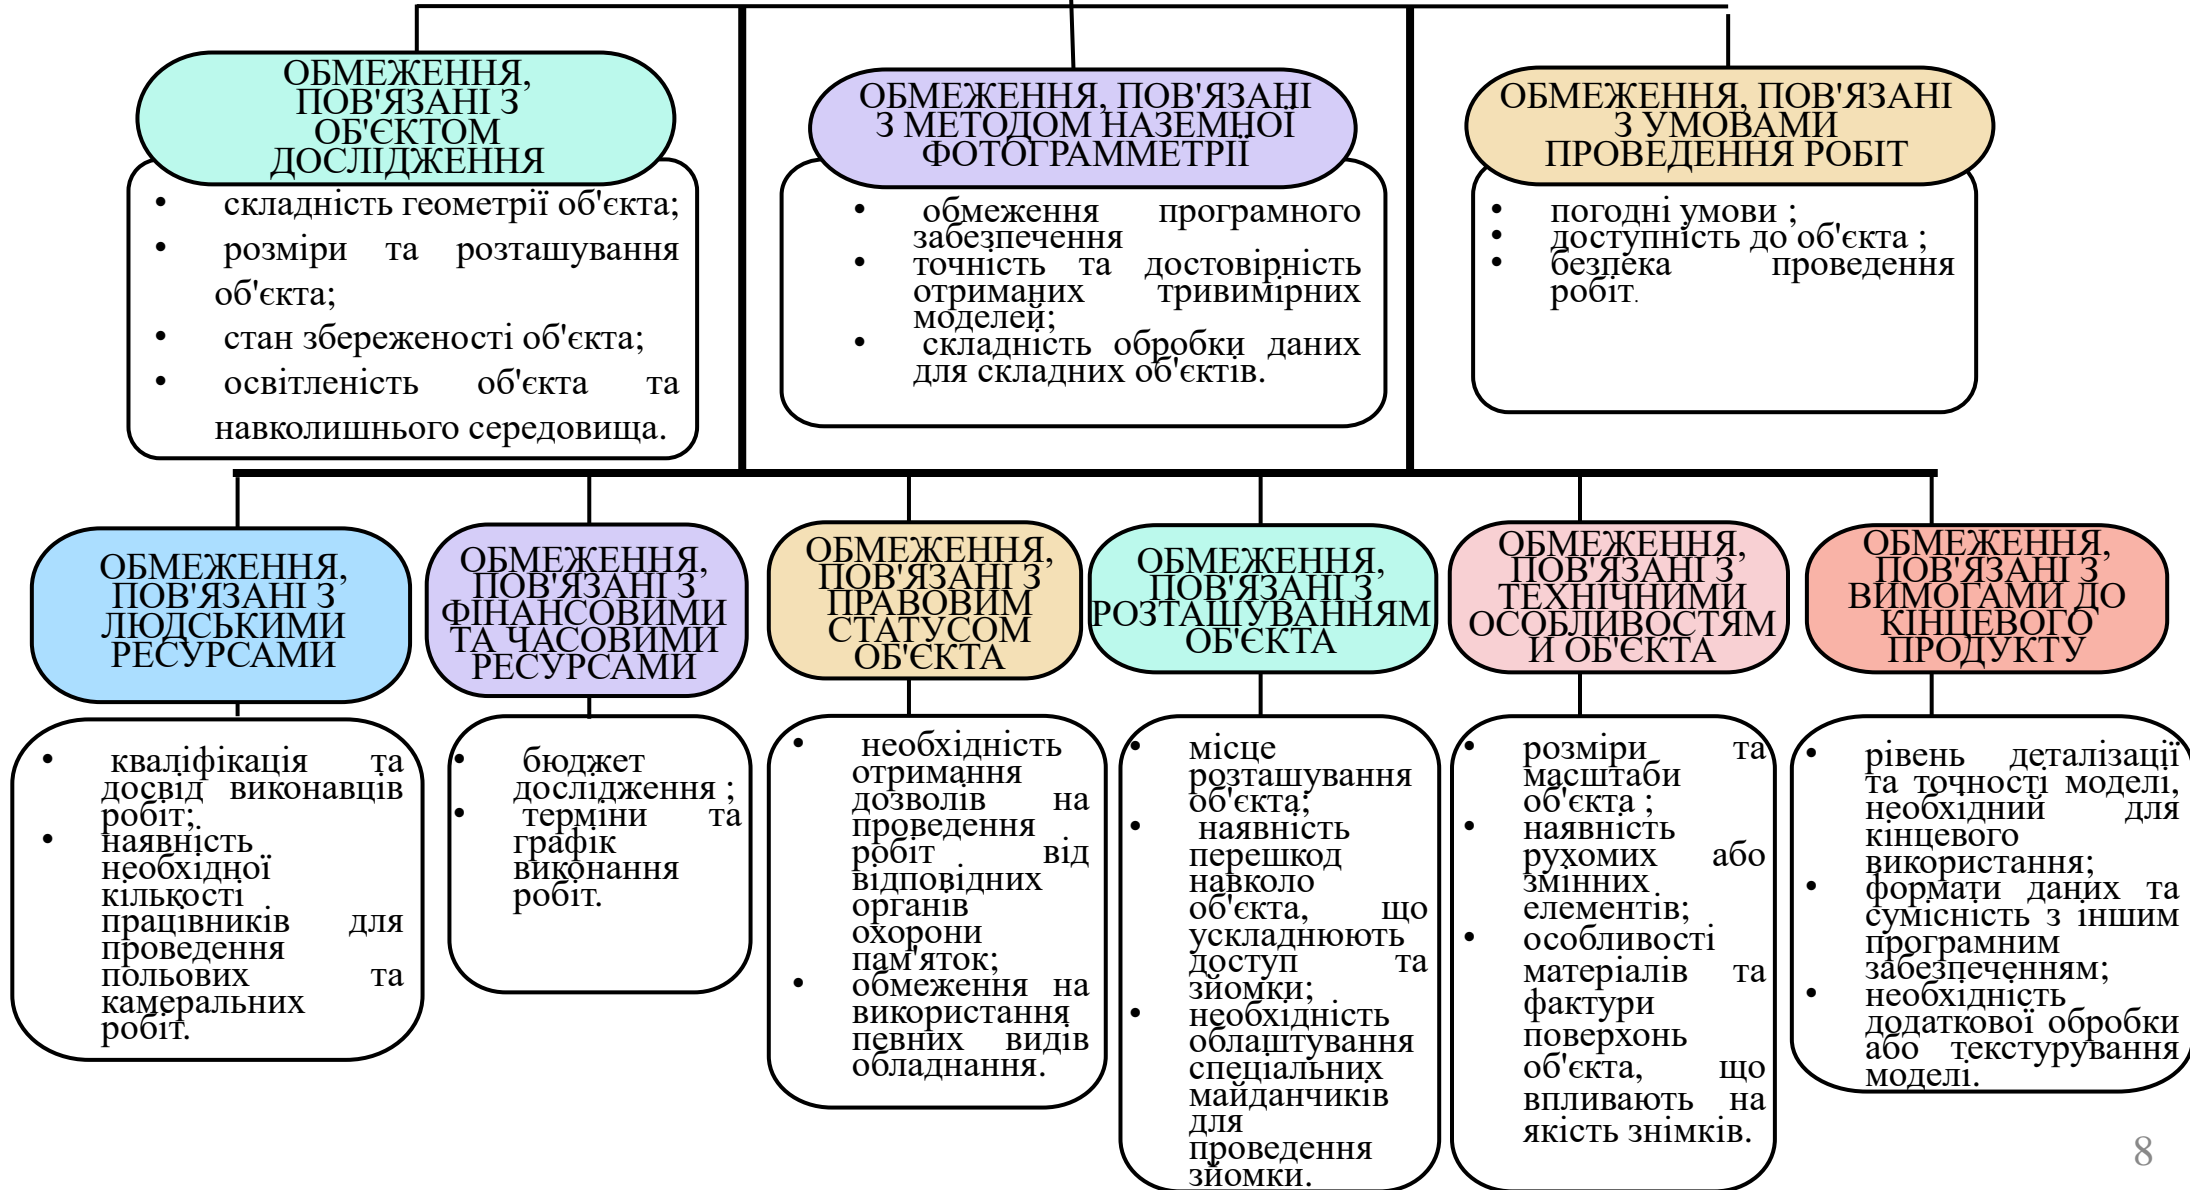 ОБМЕЖЕННЯ,
ПОВ'ЯЗАНІ З
ОБ'ЄКТОМ
ДОСЛІДЖЕННЯ
• складність геометрії об'єкта;
• розміри та розташування
об'єкта;
• стан збереженості об'єкта;
• освітленість об'єкта та
навколишнього середовища.
ОБМЕЖЕННЯ, ПОВ'ЯЗАНІ
З МЕТОДОМ НАЗЕМНОЇ
ФОТОГРАММЕТРІЇ
• обмеження програмного
забезпечення
• точність та достовірність
отриманих тривимірних
моделей;
• складність обробки даних
для складних об'єктів.
ОБМЕЖЕННЯ, ПОВ'ЯЗАНІ
З УМОВАМИ
ПРОВЕДЕННЯ РОБІТ
• погодні умови ;
• доступність до об'єкта ;
• безпека проведення
робіт.
ОБМЕЖЕННЯ,
ПОВ'ЯЗАНІ З
ЛЮДСЬКИМИ
РЕСУРСАМИ
• кваліфікація та
досвід виконавців
робіт;
• наявність
необхідної
кількості
працівників для
проведення
польових та
камеральних
робіт.
ОБМЕЖЕННЯ,
ПОВ'ЯЗАНІ З
ФІНАНСОВИМИ
ТА ЧАСОВИМИ
РЕСУРСАМИ
• бюджет
дослідження ;
• терміни та
графік
виконання
робіт.
ОБМЕЖЕННЯ,
ПОВ'ЯЗАНІ З
ПРАВОВИМ
СТАТУСОМ
ОБ'ЄКТА
• необхідність
отримання
дозволів на
проведення
робіт від
відповідних
органів
охорони
пам'яток;
• обмеження на
використання
певних видів
обладнання.
ОБМЕЖЕННЯ,
ПОВ'ЯЗАНІ З
РОЗТАШУВАННЯМ
ОБ'ЄКТА
• місце
розташування
об'єкта;
• наявність
перешкод
навколо
об'єкта, що
ускладнюють
доступ та
зйомки;
• необхідність
облаштування
спеціальних
майданчиків
для
проведення
зйомки.
ОБМЕЖЕННЯ,
ПОВ'ЯЗАНІ З
ТЕХНІЧНИМИ
ОСОБЛИВОСТЯМ
И ОБ'ЄКТА
• розміри та
масштаби
об'єкта ;
• наявність
рухомих або
змінних
елементів;
• особливості
матеріалів та
фактури
поверхонь
об'єкта, що
впливають на
якість знімків.
ОБМЕЖЕННЯ,
ПОВ'ЯЗАНІ З
ВИМОГАМИ ДО
КІНЦЕВОГО
ПРОДУКТУ
• рівень деталізації
та точності моделі,
необхідний для
кінцевого
використання;
• формати даних та
сумісність з іншим
програмним
забезпеченням;
• необхідність
додаткової обробки
або текстурування
моделі.
8